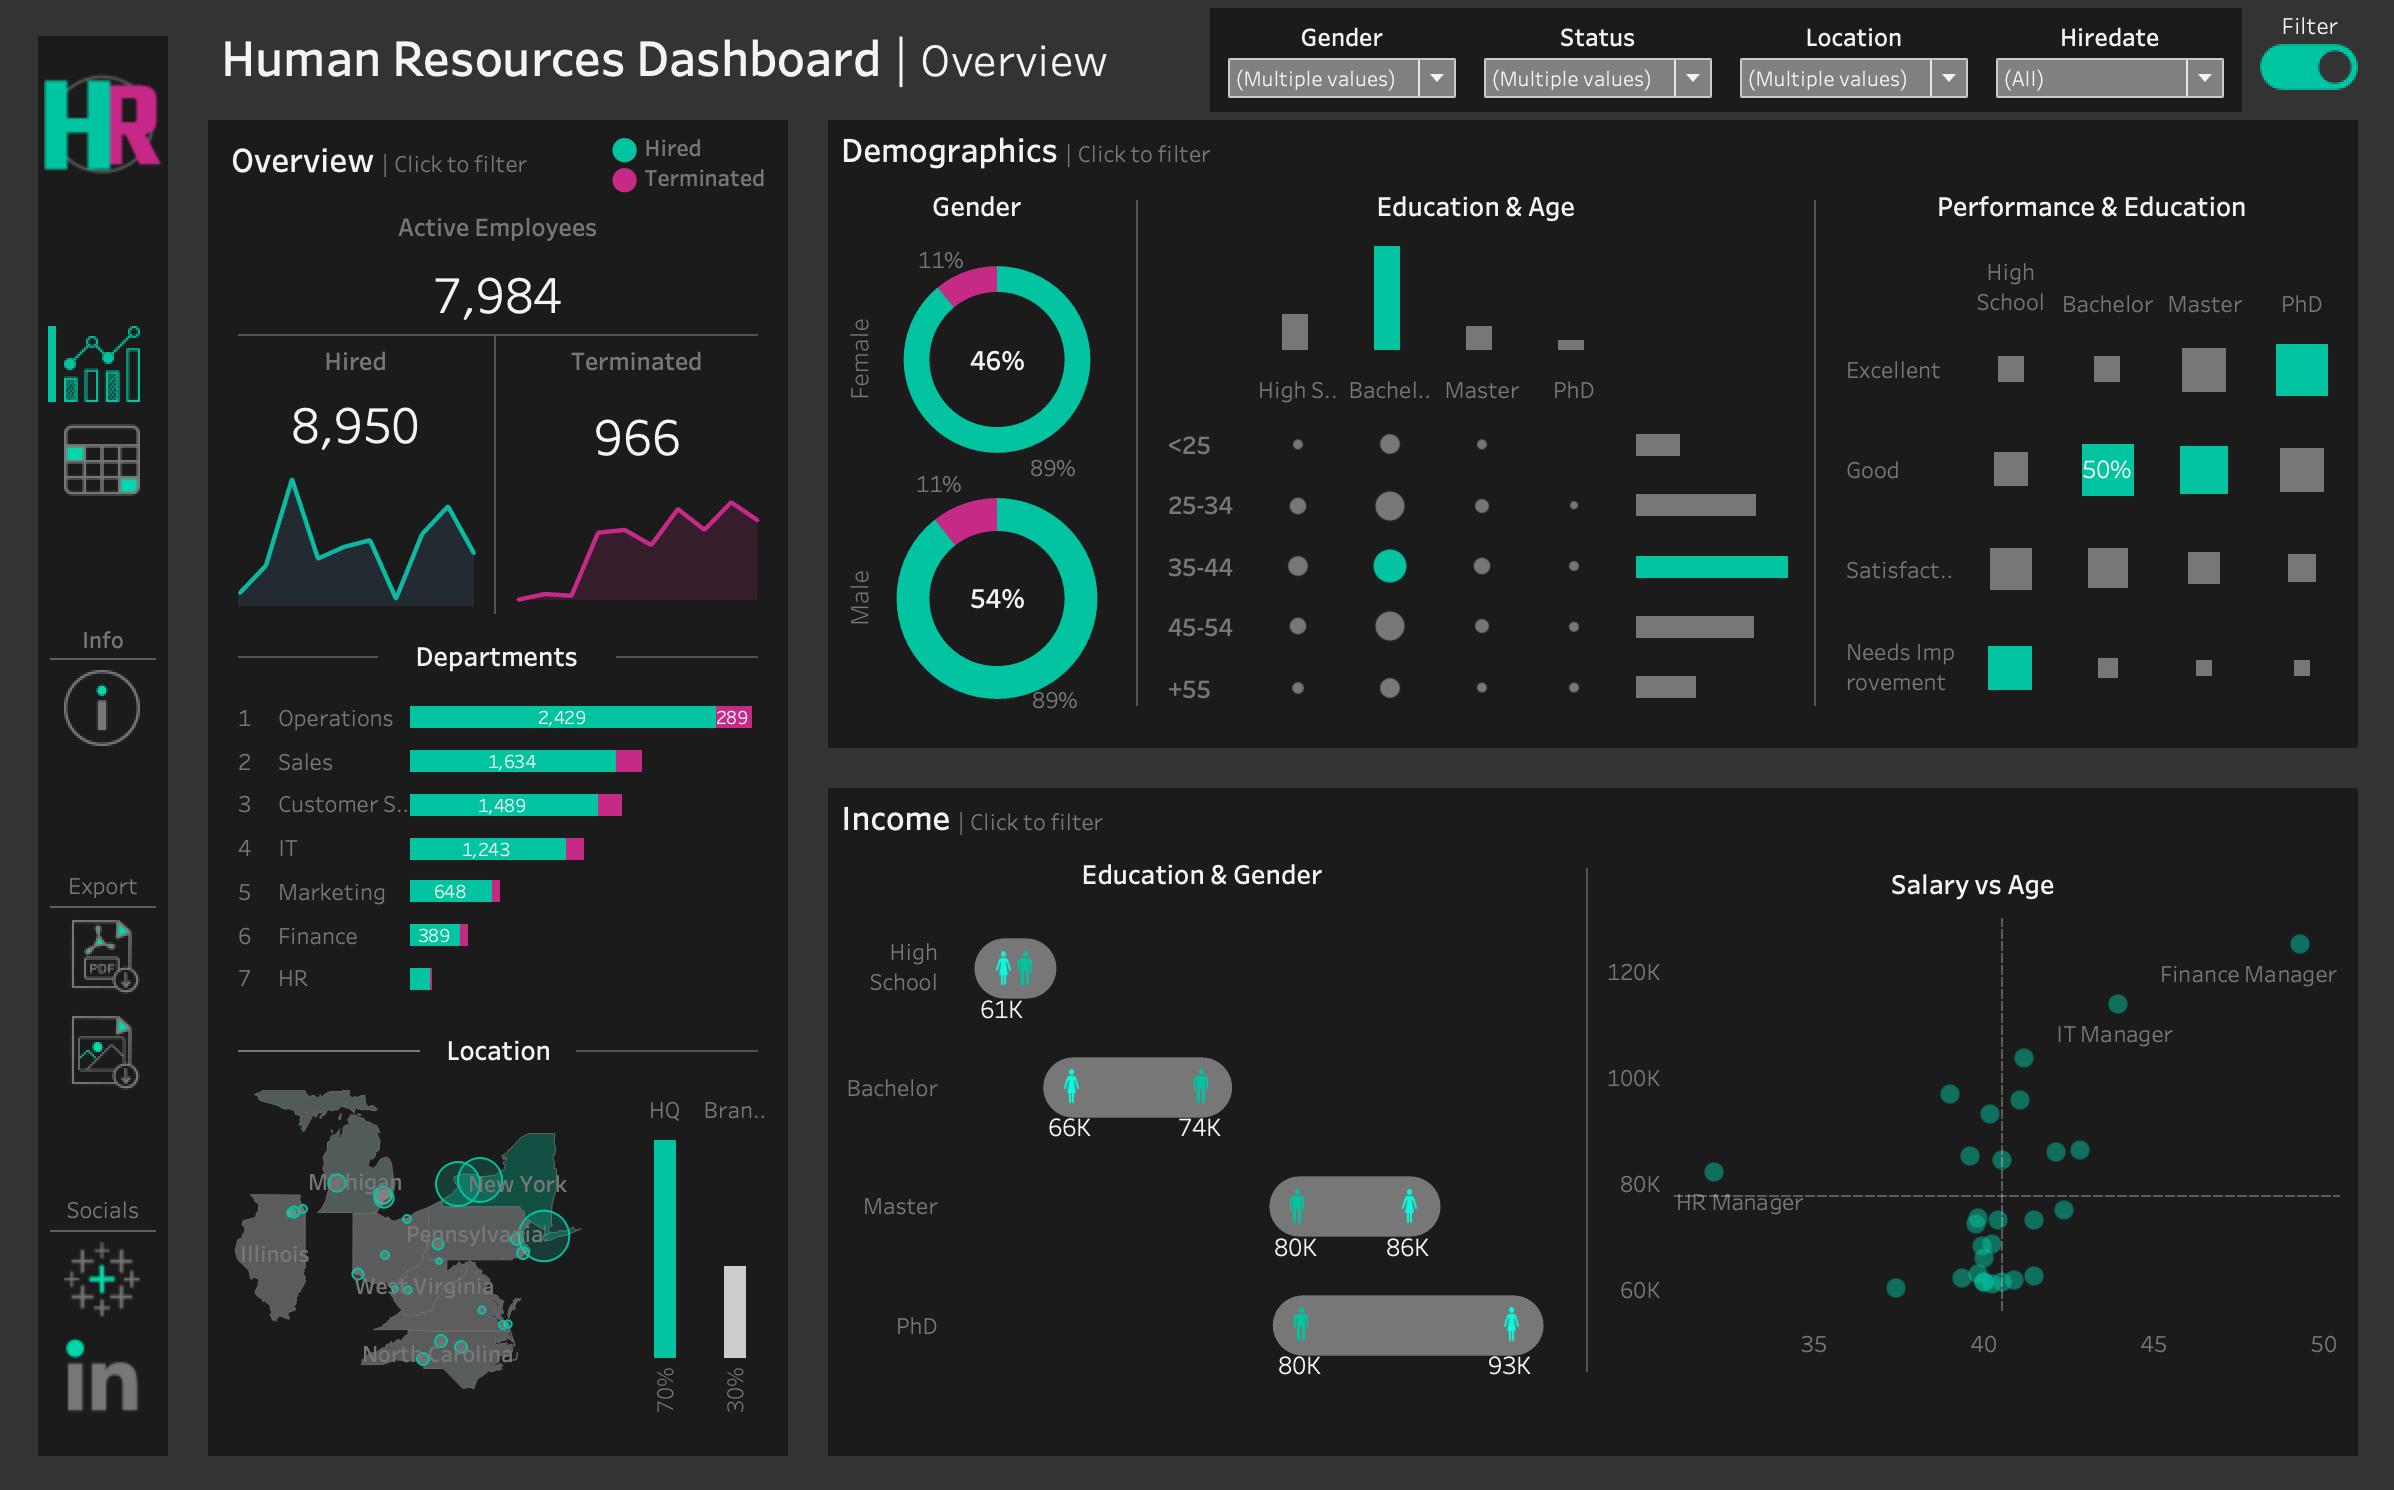 HR
Human Resources Dashboard | Overview
Gender
Status
Location
Hiredate
Filter
(Multiple values)
(Multiple values)
(Multiple values)
(All)
Overview | Click to filter
Hired
Terminated
Active Employees
7,984
Hired
Terminated
8,950
966
Departments
1 Operations 2,429 289
2 Sales 1,634
3 Customer S.. 1,489
4 IT 1,243
5 Marketing 648
6 Finance 389
7 HR
Location
HQ Bran..
Michigan
New York
Pennsylvania
Illinois
West Virginia
North Carolina
70% 30%
Info
Export
PDF
Socials
in
Demographics | Click to filter
Gender
11%
Female
46%
89%
11%
Male
54%
89%
Education & Age
High S.. Bachel.. Master PhD
<25
25-34
35-44
45-54
+55
Performance & Education
High
School Bachelor Master PhD
Excellent
Good 50%
Satisfact..
Needs Imp
rovement
Income | Click to filter
Education & Gender
High
School
61K
Bachelor
66K 74K
Master
80K 86K
PhD
80K 93K
Salary vs Age
120K
Finance Manager
IT Manager
100K
80K
HR Manager
60K
35 40 45 50